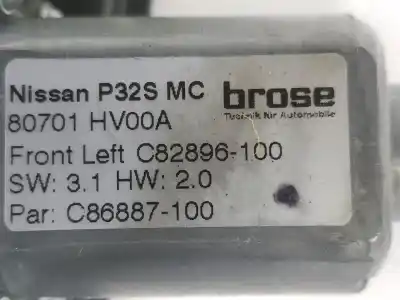 Nissan P32S MC brose
Technik für Automobile
80701 HV00A
Front Left C82896-100
SW: 3.1 HW: 2.0
Par: C86887-100